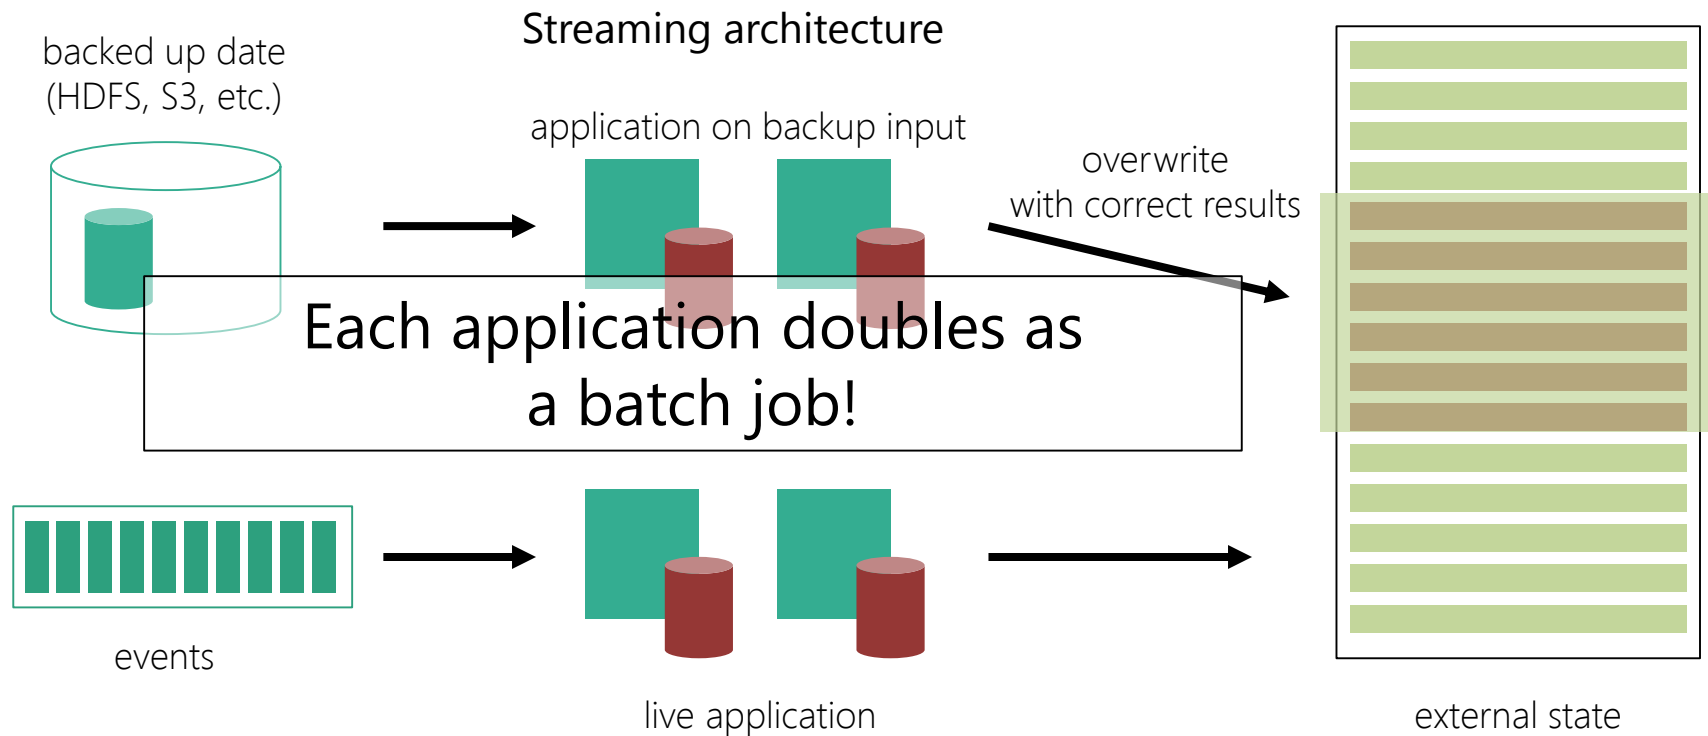 Streaming architecture
backed up date
(HDFS, S3, etc.)
application on backup input
overwrite
with correct results
Each application doubles as
a batch job!
events
live application
external state